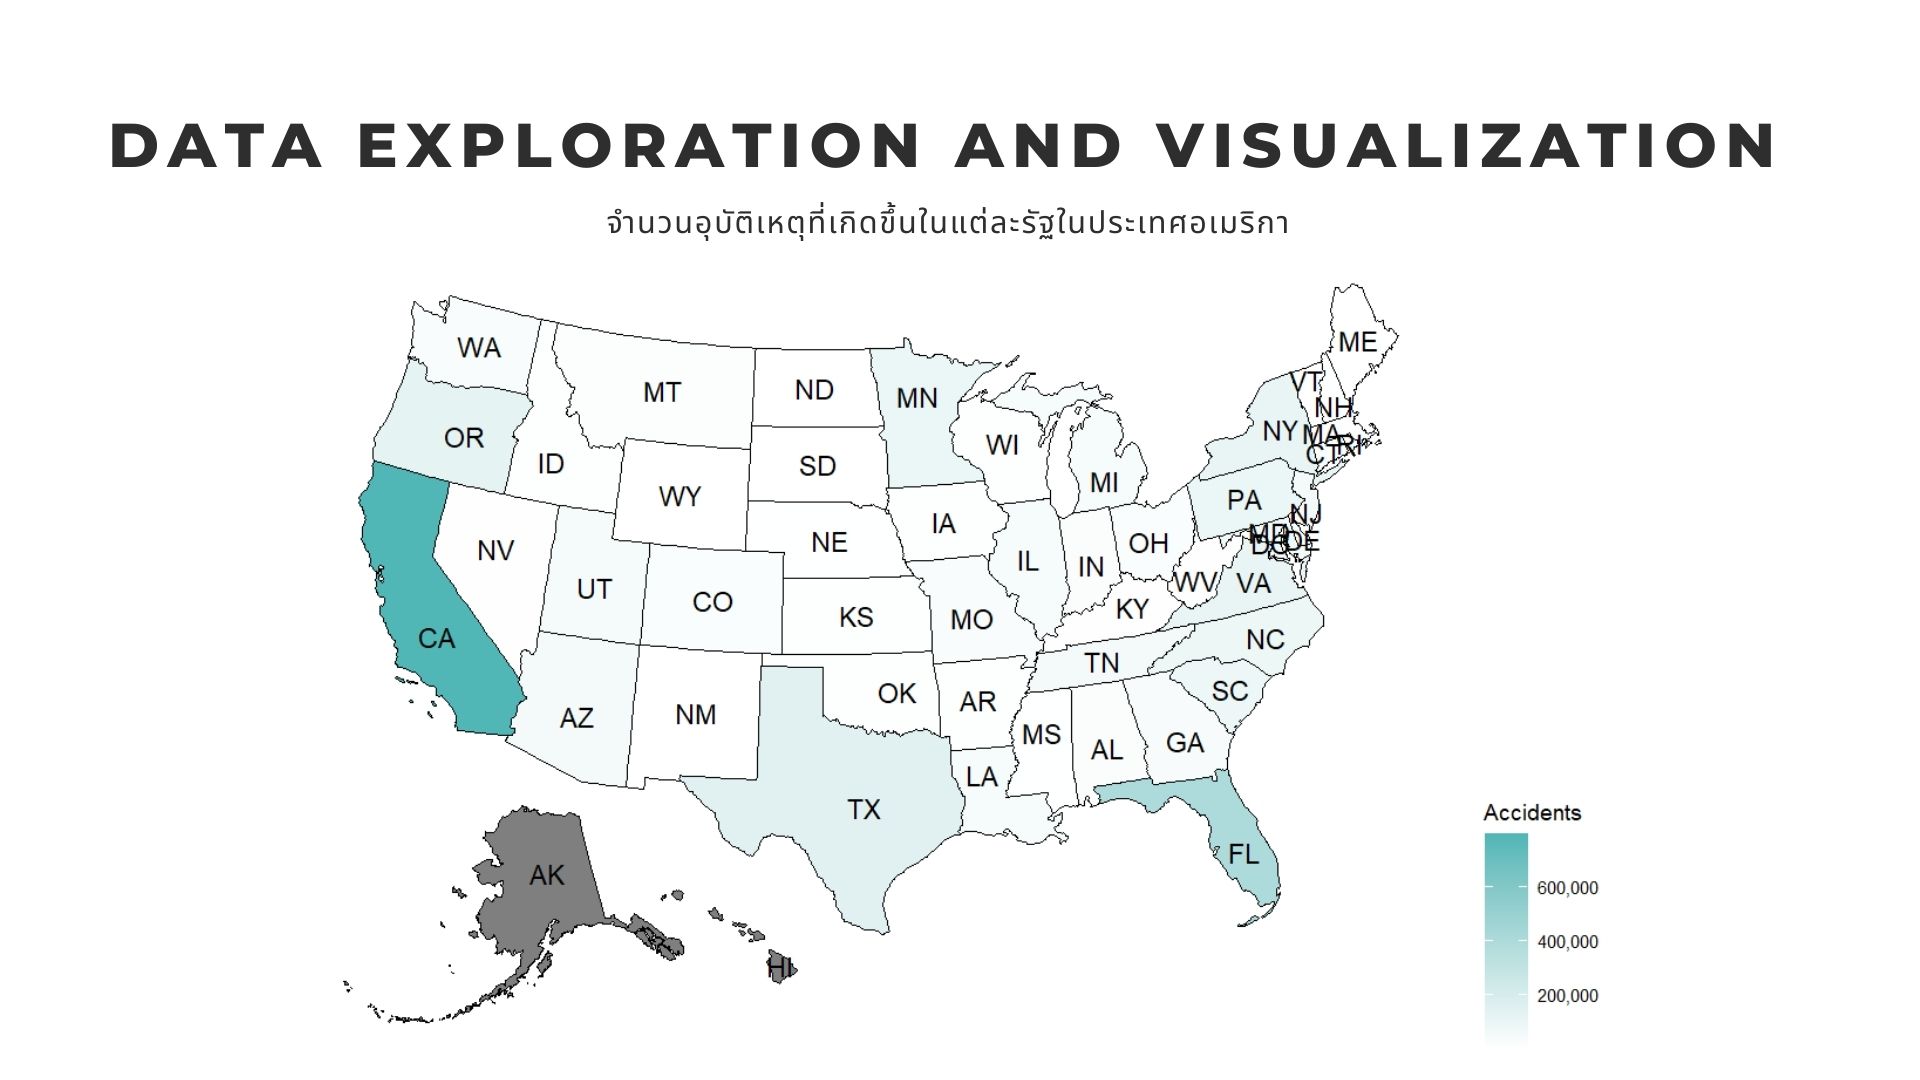 DATA EXPLORATION AND VISUALIZATION
จำนวนอุบัติเหตุที่เกิดขึ้นในแต่ละรัฐในประเทศอเมริกา
ME
WA
VT
MT
ND
MN
NH
OR
NY
MA
WI
RI
CT
ID
SD
MI
WY
PA
NJ
IA
MD
NV
NE
OH
DC
DE
IL
IN
UT
WV
VA
CO
KY
KS
MO
CA
NC
TN
OK
SC
AR
AZ
NM
MS
GA
AL
LA
TX
FL
AK
HI
Accidents
600,000
400,000
200,000